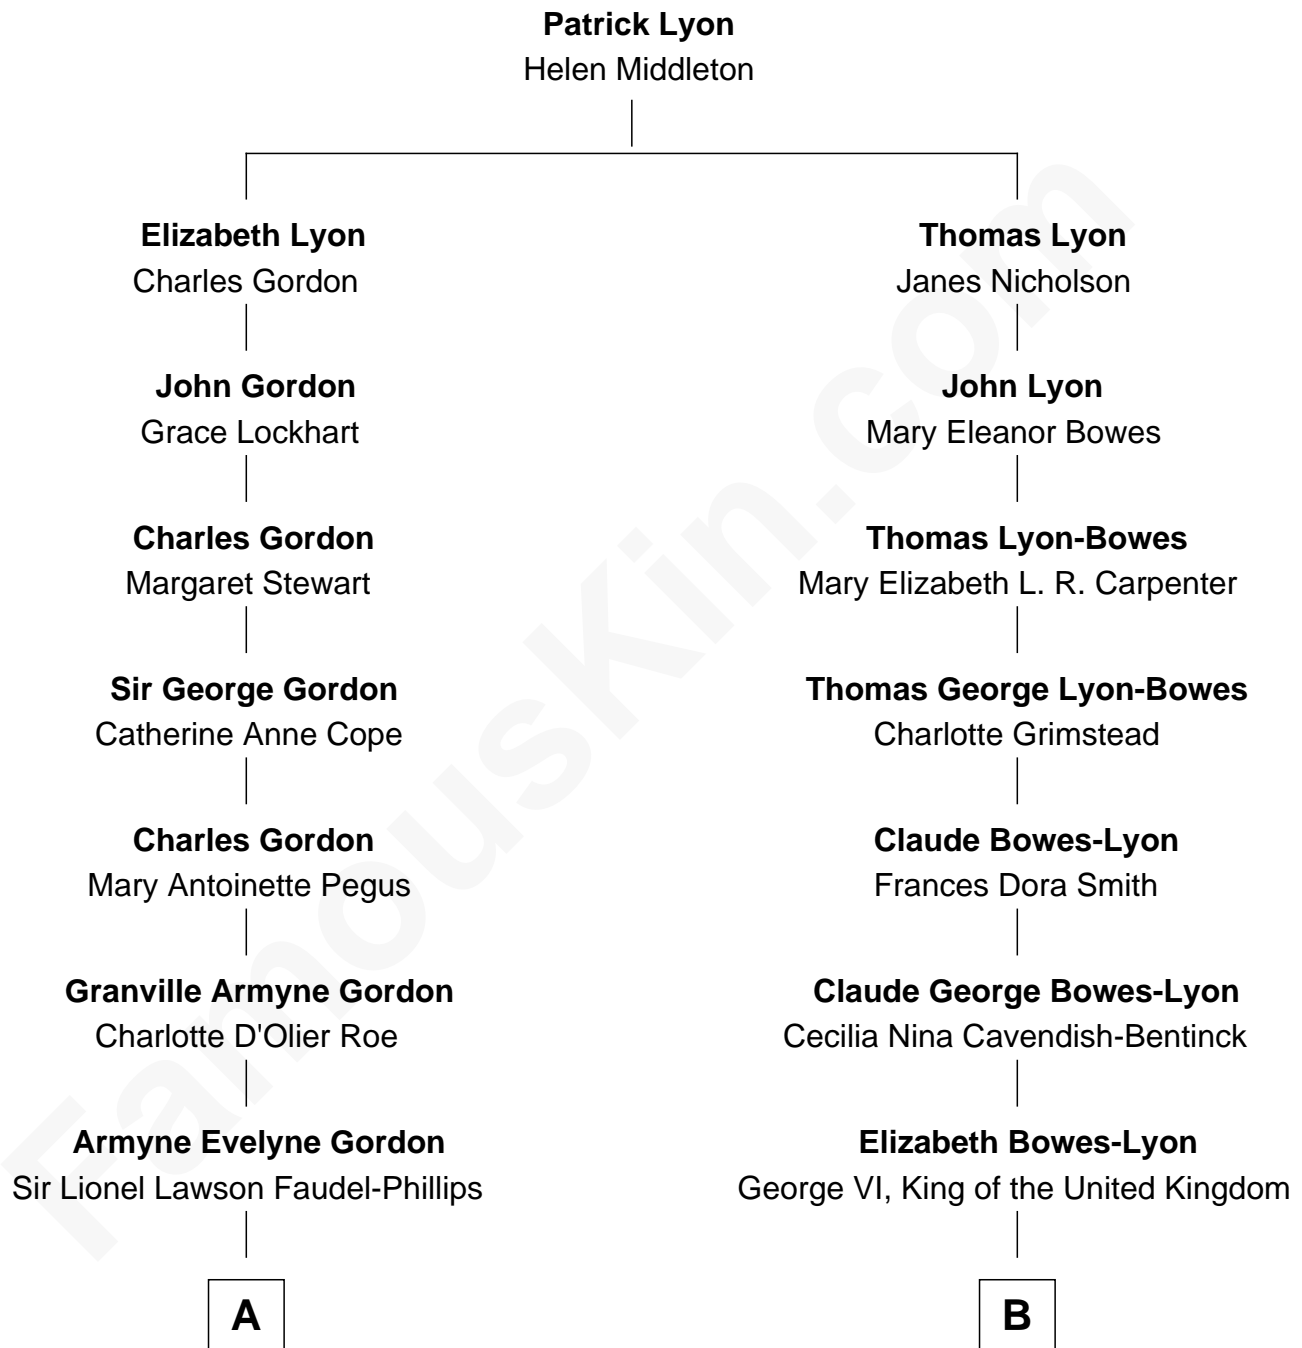 Patrick Lyon
Helen Middleton
Elizabeth Lyon
Charles Gordon
Thomas Lyon
Janes Nicholson
John Gordon
Grace Lockhart
John Lyon
Mary Eleanor Bowes
Charles Gordon
Margaret Stewart
Thomas Lyon-Bowes
Mary Elizabeth L. R. Carpenter
Sir George Gordon
Catherine Anne Cope
Thomas George Lyon-Bowes
Charlotte Grimstead
Charles Gordon
Mary Antoinette Pegus
Claude Bowes-Lyon
Frances Dora Smith
Granville Armyne Gordon
Charlotte D'Olier Roe
Claude George Bowes-Lyon
Cecilia Nina Cavendish-Bentinck
Armyne Evelyne Gordon
Sir Lionel Lawson Faudel-Phillips
Elizabeth Bowes-Lyon
George VI, King of the United Kingdom
A
B
FamousKin.com